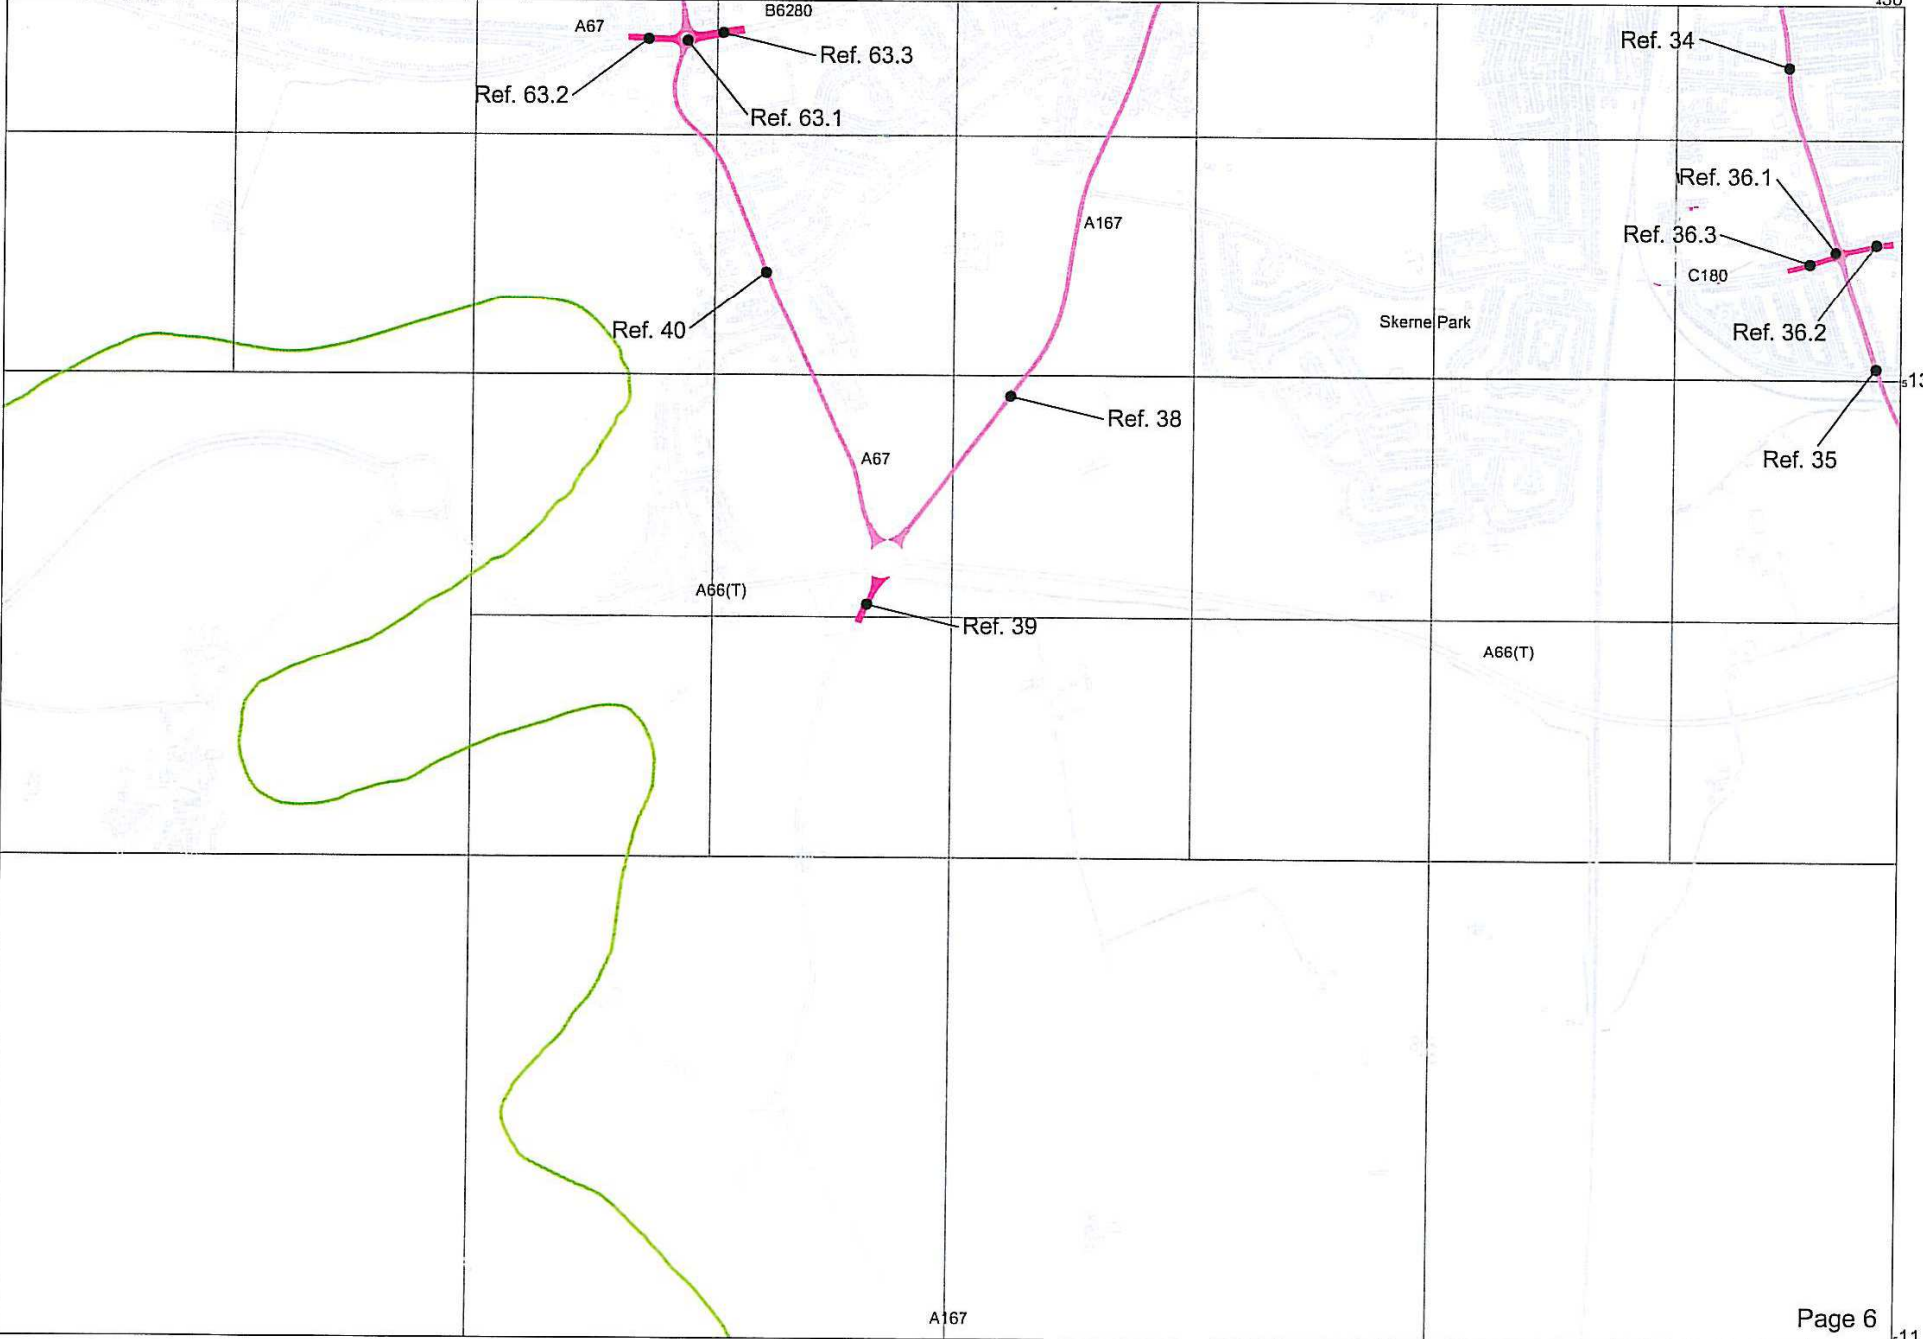 B6280
A67
Ref. 63.3
Ref. 34
Ref. 63.2
Ref. 63.1
Ref. 36.1
A167
Ref. 36.3
C180
Skerne Park
Ref. 40
Ref. 36.2
513
Ref. 38
A67
Ref. 35
A66(T)
Ref. 39
A66(T)
A167
Page 6